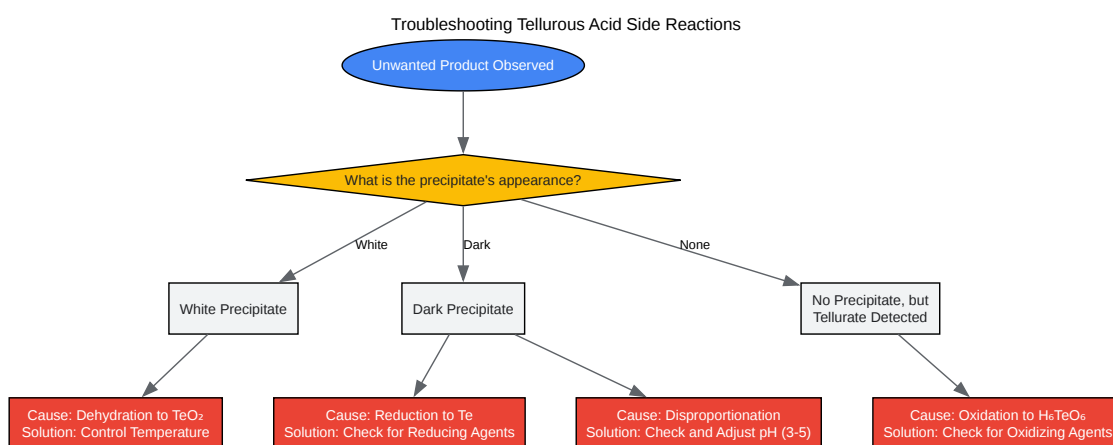 Troubleshooting Tellurous Acid Side Reactions
Unwanted Product Observed
What is the precipitate's appearance?
White
Dark
None
White Precipitate
Dark Precipitate
No Precipitate, but
Tellurate Detected
Cause: Dehydration to TeO₂
Solution: Control Temperature
Cause: Reduction to Te
Solution: Check for Reducing Agents
Cause: Disproportionation
Solution: Check and Adjust pH (3-5)
Cause: Oxidation to H₆TeO₆
Solution: Check for Oxidizing Agents